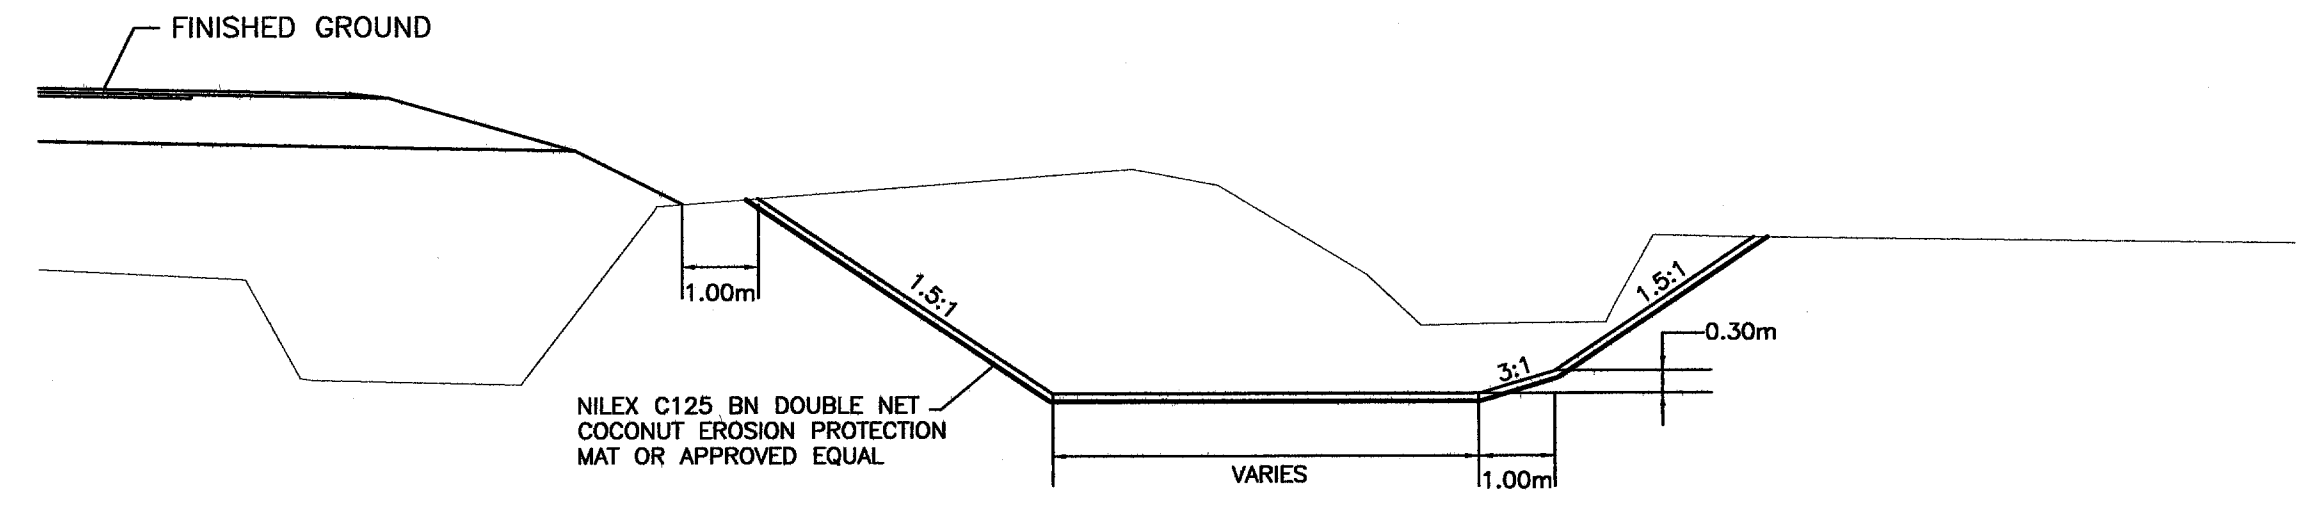 FINISHED GROUND
1.00m
1.5:1
1.5:1
0.30m
3:1
NILEX C125 BN DOUBLE NET
COCONUT EROSION PROTECTION
MAT OR APPROVED EQUAL
VARIES
1.00m